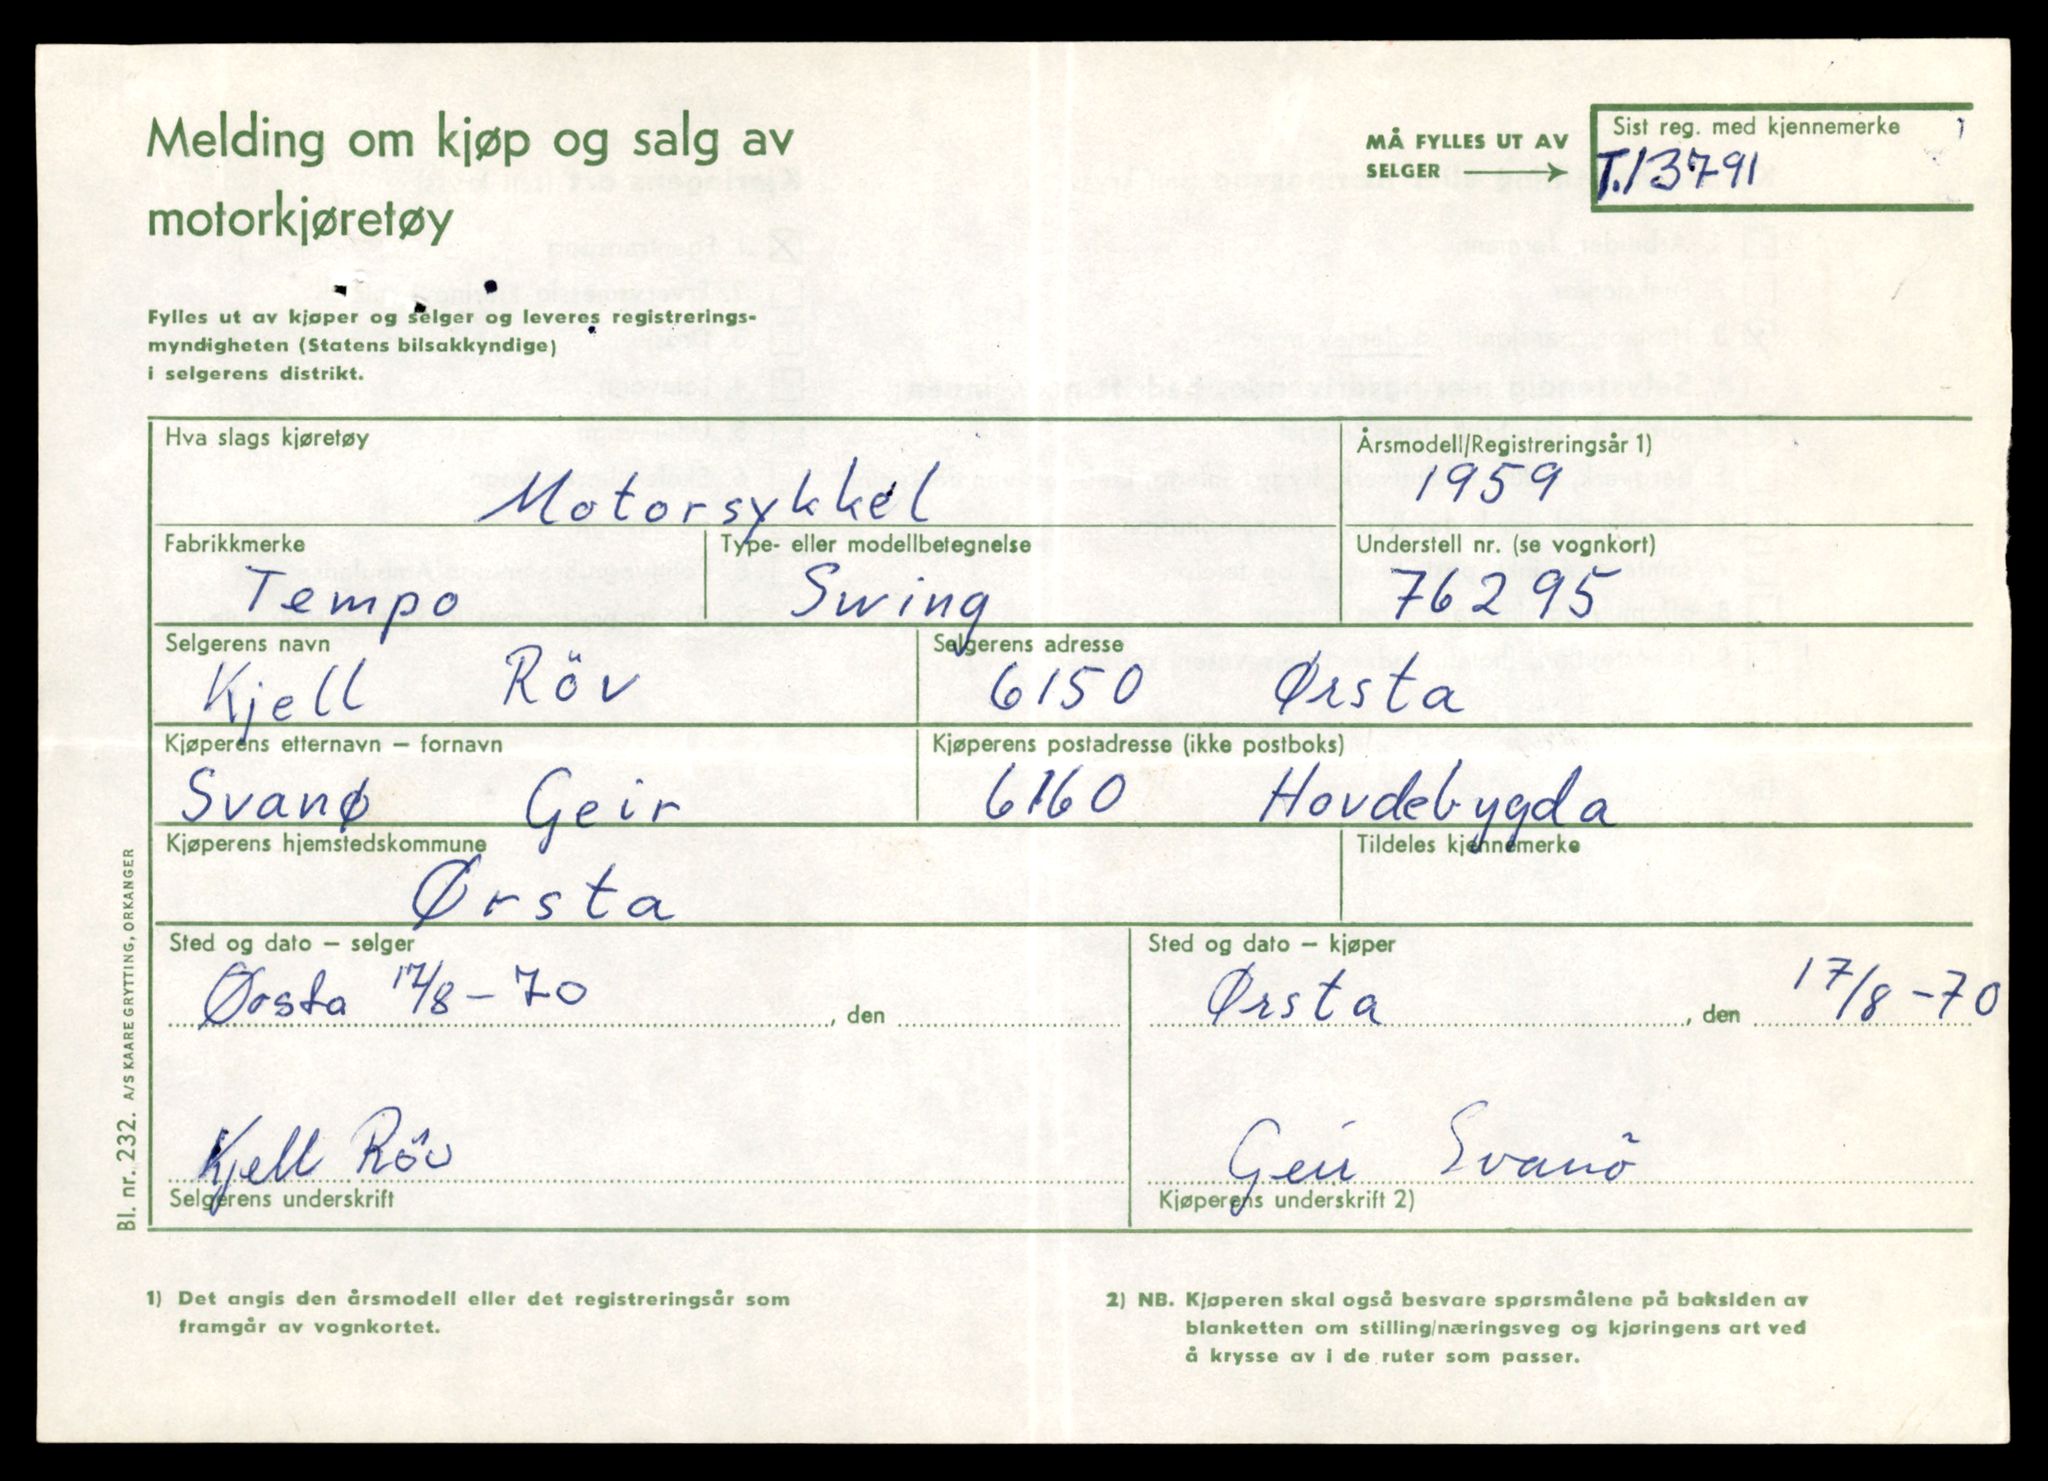 Melding om kjøp og salg av
motorkjøretøy
MÅ FYLLES UT AV
SELGER
Sist reg. med kjennemerke
T.13791
Fylles ut av kjøper og selger og leveres registrerings-
myndigheten (Statens bilsakkyndige)
i selgerens distrikt.
Hva slags kjøretøy
Motorsykkel
Årsmodell/Registreringsår 1)
1959
Fabrikkmerke
Tempo
Type- eller modellbetegnelse
Swing
Understell nr. (se vognkort)
76295
Selgerens navn
Kjell Röv
Selgerens adresse
6150 Ørsta
Kjøperens etternavn – fornavn
Svanø Geir
Kjøperens postadresse (ikke postboks)
6160 Hovdebygda
Kjøperens hjemstedskommune
Ørsta
Tildeles kjennemerke
Sted og dato – selger
Ørsta 17/8-70 , den
Sted og dato – kjøper
Ørsta , den 17/8-70
Kjell Röv
Selgerens underskrift
Geir Svanö
Kjøperens underskrift 2)
Bl. nr. 232. A/S KAARE GRYTTING, ORKANGER
1) Det angis den årsmodell eller det registreringsår som
framgår av vognkortet.
2) NB. Kjøperen skal også besvare spørsmålene på baksiden av
blanketten om stilling/næringsveg og kjøringens art ved
å krysse av i de ruter som passer.